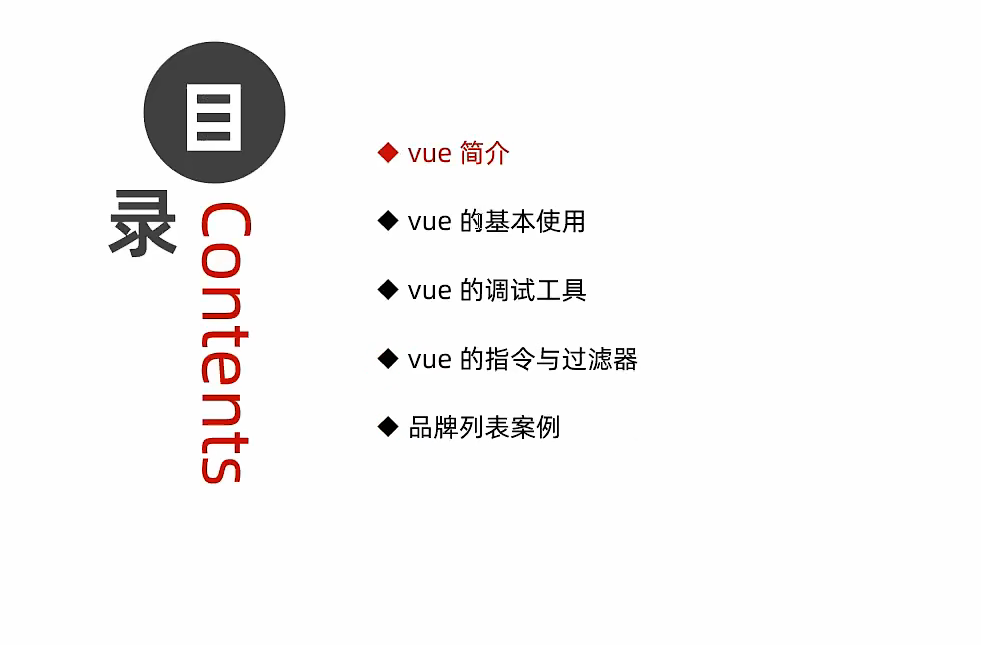 目录
Contents
vue 简介
vue 的基本使用
vue 的调试工具
vue 的指令与过滤器
品牌列表案例